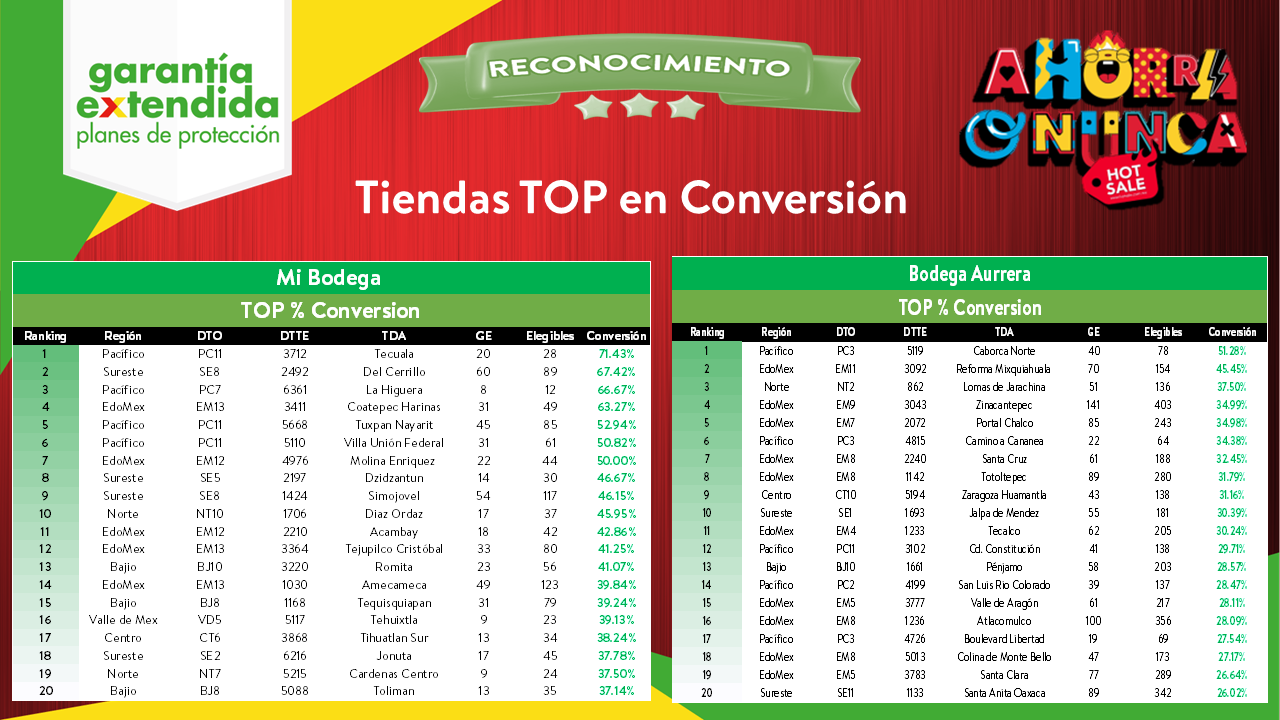 garantía
extendida
planes de protección
RECONOCIMIENTO
AHORRA
O NUNCA
HOT
SALE
Tiendas TOP en Conversión
Mi Bodega
TOP % Conversion
Ranking Región DTO DTTE TDA GE Elegibles Conversión
1 Pacífico PC11 3712 Tecuala 20 28 71.43%
2 Sureste SE8 2492 Del Cerrillo 60 89 67.42%
3 Pacífico PC7 6361 La Higuera 8 12 66.67%
4 EdoMex EM13 3411 Coatepec Harinas 31 49 63.27%
5 Pacífico PC11 5668 Tuxpan Nayarit 45 85 52.94%
6 Pacífico PC11 5110 Villa Unión Federal 31 61 50.82%
7 EdoMex EM12 4976 Molina Enriquez 22 44 50.00%
8 Sureste SE5 2197 Dzidzantun 14 30 46.67%
9 Sureste SE8 1424 Simojovel 54 117 46.15%
10 Norte NT10 1706 Diaz Ordaz 17 37 45.95%
11 EdoMex EM12 2210 Acambay 18 42 42.86%
12 EdoMex EM13 3364 Tejupilco Cristóbal 33 80 41.25%
13 Bajio BJ10 3220 Romita 23 56 41.07%
14 EdoMex EM13 1030 Amecameca 49 123 39.84%
15 Bajio BJ8 1168 Tequisquiapan 31 79 39.24%
16 Valle de Mex VD5 5117 Tehuixtla 9 23 39.13%
17 Centro CT6 3868 Tihuatlan Sur 13 34 38.24%
18 Sureste SE2 6216 Jonuta 17 45 37.78%
19 Norte NT7 5215 Cardenas Centro 9 24 37.50%
20 Bajio BJ8 5088 Toliman 13 35 37.14%
Bodega Aurrera
TOP % Conversion
Ranking Región DTO DTTE TDA GE Elegibles Conversión
1 Pacífico PC3 5119 Caborca Norte 40 78 51.28%
2 EdoMex EM11 3092 Reforma Mixquiahuala 70 154 45.45%
3 Norte NT2 862 Lomas de Jarachina 51 136 37.50%
4 EdoMex EM9 3043 Zinacantepec 141 403 34.99%
5 EdoMex EM7 2072 Portal Chalco 85 243 34.98%
6 Pacífico PC3 4815 Camino a Cananea 22 64 34.38%
7 EdoMex EM8 2240 Santa Cruz 61 188 32.45%
8 EdoMex EM8 1142 Totoltepec 89 280 31.79%
9 Centro CT10 5194 Zaragoza Huamantla 43 138 31.16%
10 Sureste SE1 1693 Jalpa de Mendez 55 181 30.39%
11 EdoMex EM4 1233 Tecalco 62 205 30.24%
12 Pacífico PC11 3102 Cd. Constitución 41 138 29.71%
13 Bajio BJ10 1661 Pénjamo 58 203 28.57%
14 Pacífico PC2 4199 San Luis Rio Colorado 39 137 28.47%
15 EdoMex EM5 3777 Valle de Aragón 61 217 28.11%
16 EdoMex EM8 1236 Atlacomulco 100 356 28.09%
17 Pacífico PC3 4726 Boulevard Libertad 19 69 27.54%
18 EdoMex EM8 5013 Colina de Monte Bello 47 173 27.17%
19 EdoMex EM5 3783 Santa Clara 77 289 26.64%
20 Sureste SE11 1133 Santa Anita Oaxaca 89 342 26.02%